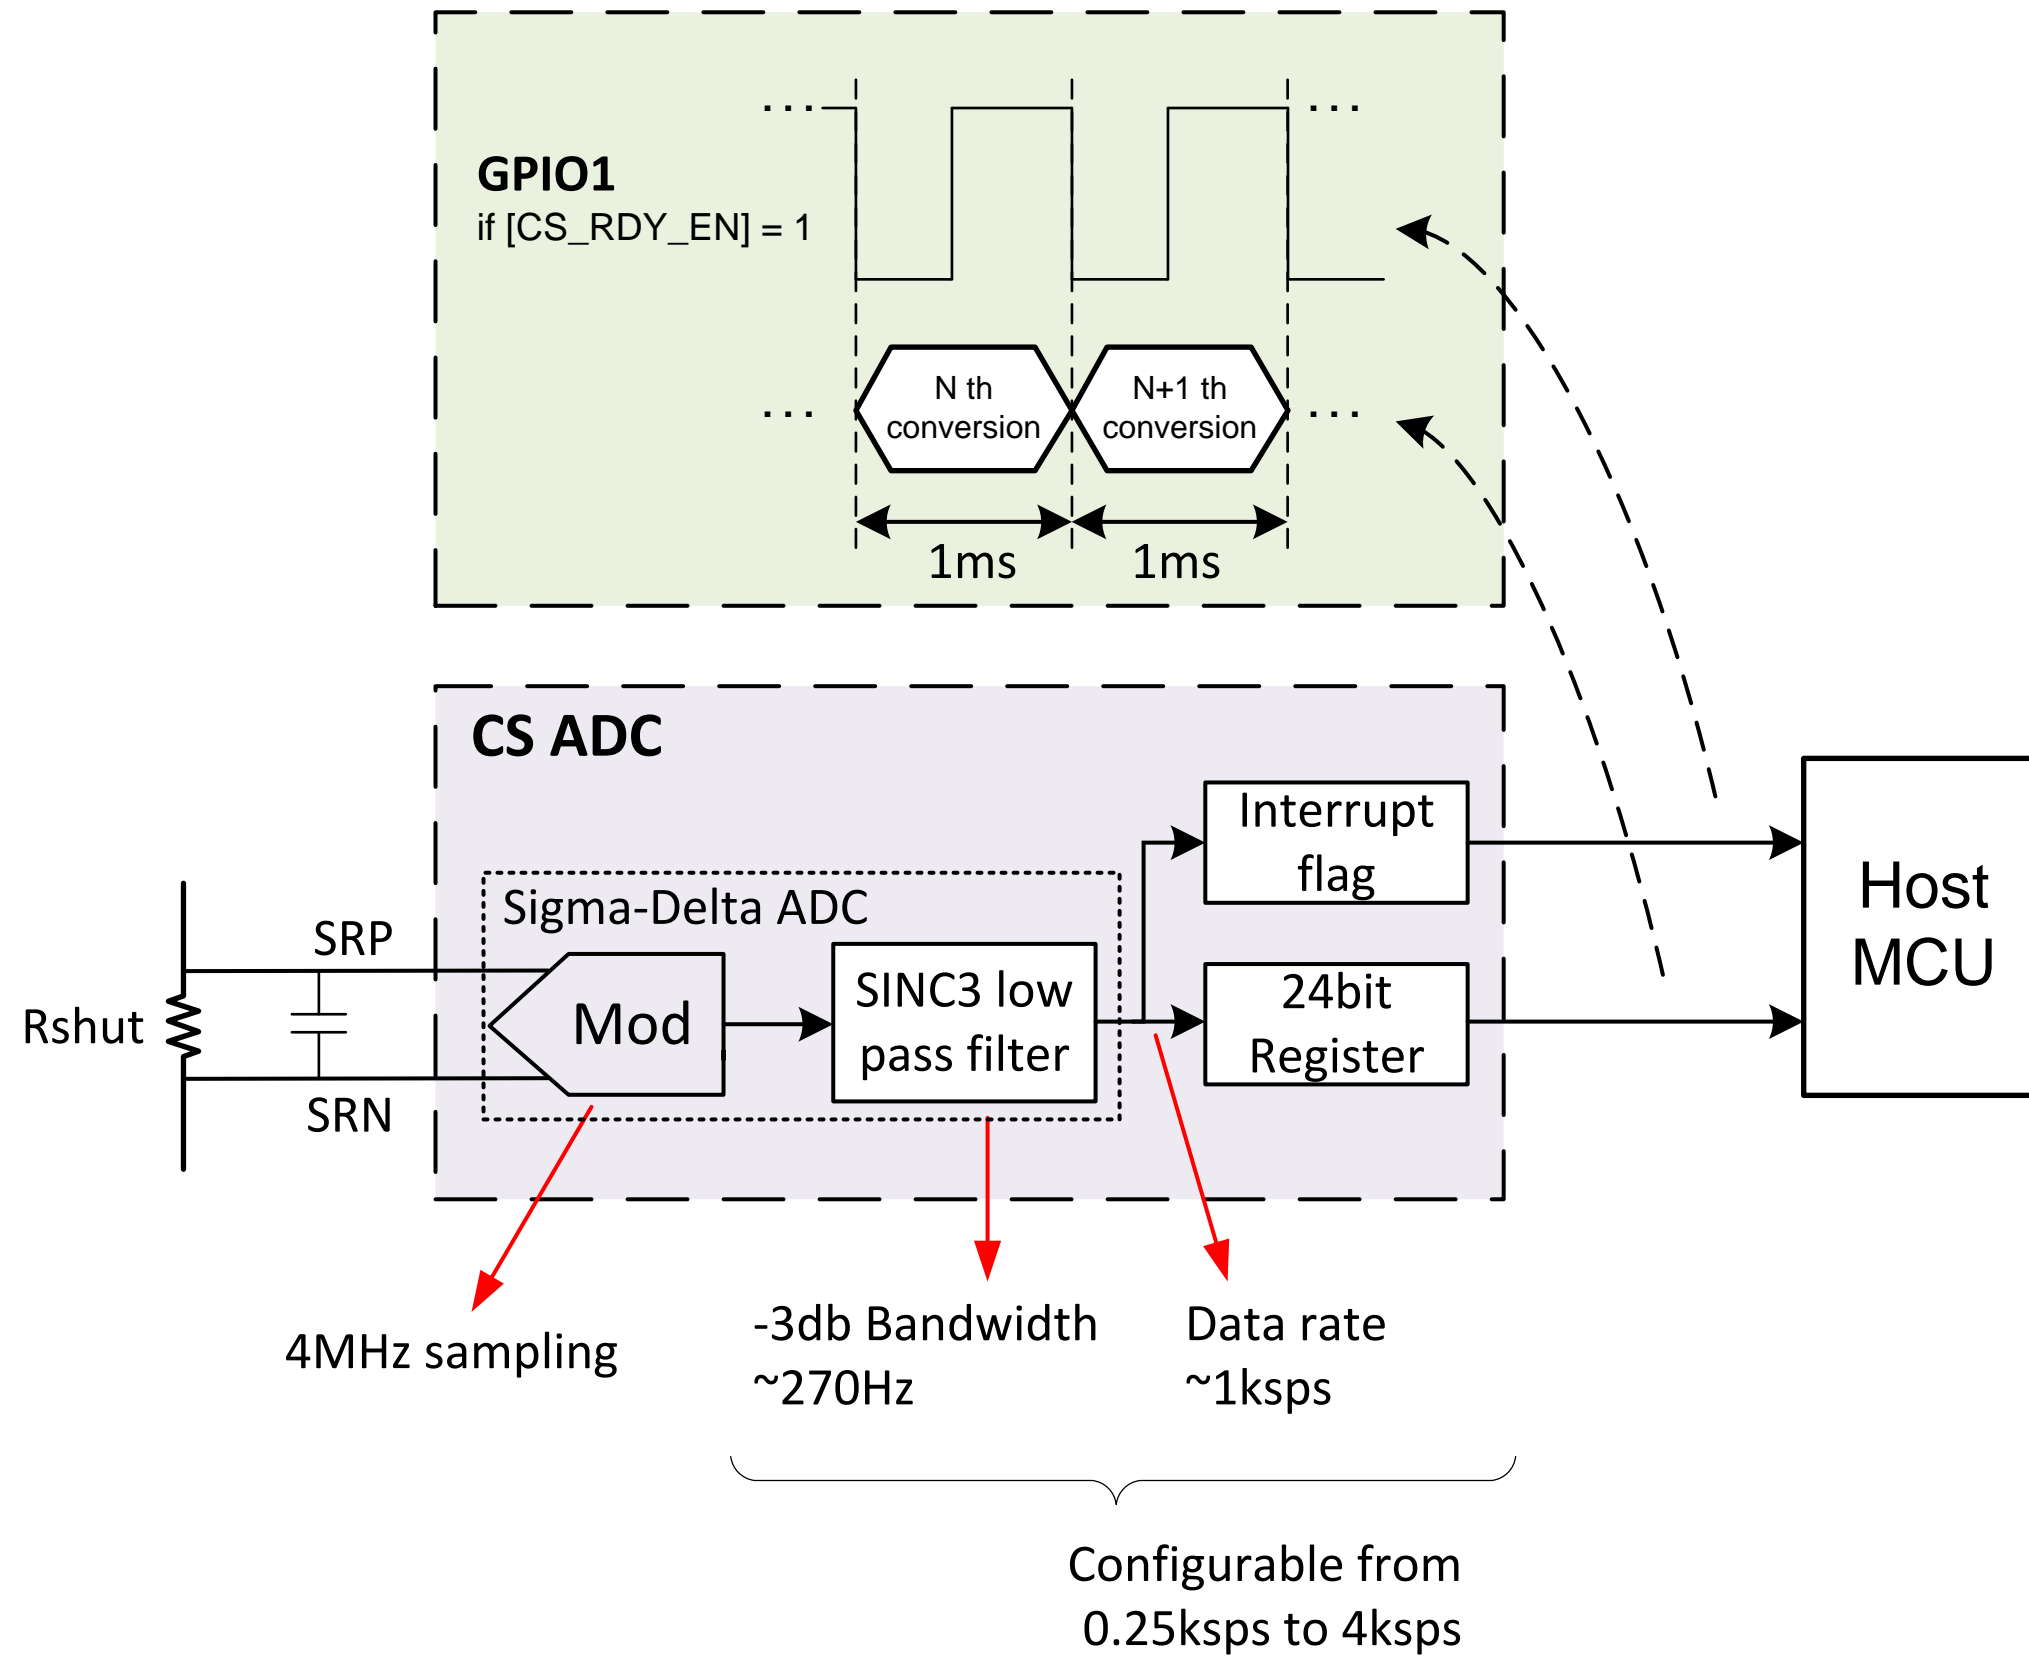 GPIO1
if [CS_RDY_EN] = 1
N th
conversion
N+1 th
conversion
1ms
1ms
CS ADC
Interrupt
flag
Sigma-Delta ADC
SRP
Rshut
SRN
Mod
SINC3 low
pass filter
24bit
Register
Host
MCU
4MHz sampling
-3db Bandwidth
~270Hz
Data rate
~1ksps
Configurable from
0.25ksps to 4ksps